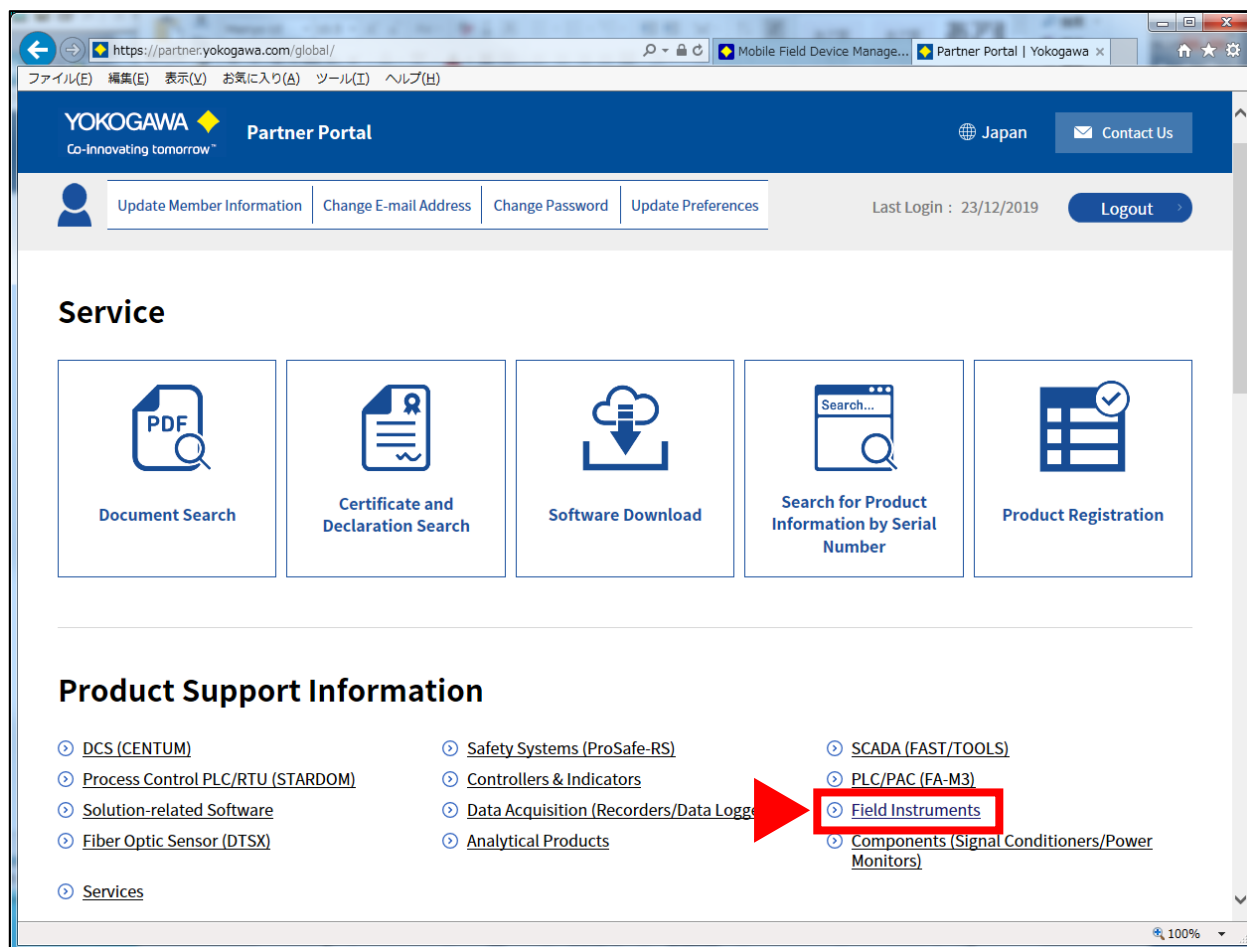 https://partner.yokogawa.com/global/
Mobile Field Device Manage...
Partner Portal | Yokogawa
ファイル(F) 編集(E) 表示(V) お気に入り(A) ツール(T) ヘルプ(H)
YOKOGAWA
Co-innovating tomorrow™
Partner Portal
Japan
Contact Us
Update Member Information
Change E-mail Address
Change Password
Update Preferences
Last Login : 23/12/2019
Logout
Service
PDF
Document Search
Certificate and
Declaration Search
Software Download
Search...
Search for Product
Information by Serial
Number
Product Registration
Product Support Information
DCS (CENTUM)
Safety Systems (ProSafe-RS)
SCADA (FAST/TOOLS)
Process Control PLC/RTU (STARDOM)
Controllers & Indicators
PLC/PAC (FA-M3)
Solution-related Software
Data Acquisition (Recorders/Data Logge
Field Instruments
Fiber Optic Sensor (DTSX)
Analytical Products
Components (Signal Conditioners/Power
Monitors)
Services
100%